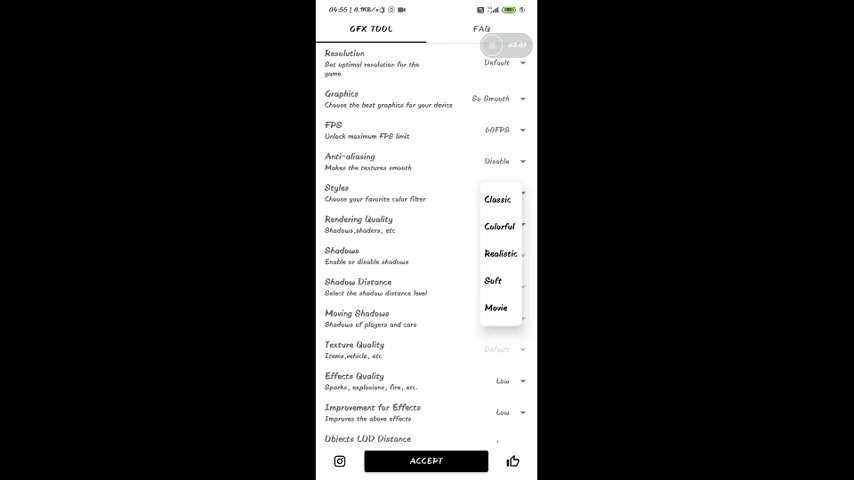 04:55 | 0.1KB/s
GFX TOOL
FAQ
02:07
Resolution
Set optimal resolution for the
game
Default
Graphics
Choose the best graphics for your device
So Smooth
FPS
Unlock maximum FPS limit
60FPS
Anti-aliasing
Makes the textures smooth
Disable
Styles
Choose your favorite color filter
Classic
Colorful
Realistic
Soft
Movie
Rendering Quality
Shadows,shaders, etc
Shadows
Enable or disable shadows
Shadow Distance
Select the shadow distance level
Moving Shadows
Shadows of players and cars
Texture Quality
Items,vehicle, etc
Default
Effects Quality
Sparks, explosions, fire, etc.
Low
Improvement for Effects
Improves the above effects
Low
Objects LOD Distance
ACCEPT